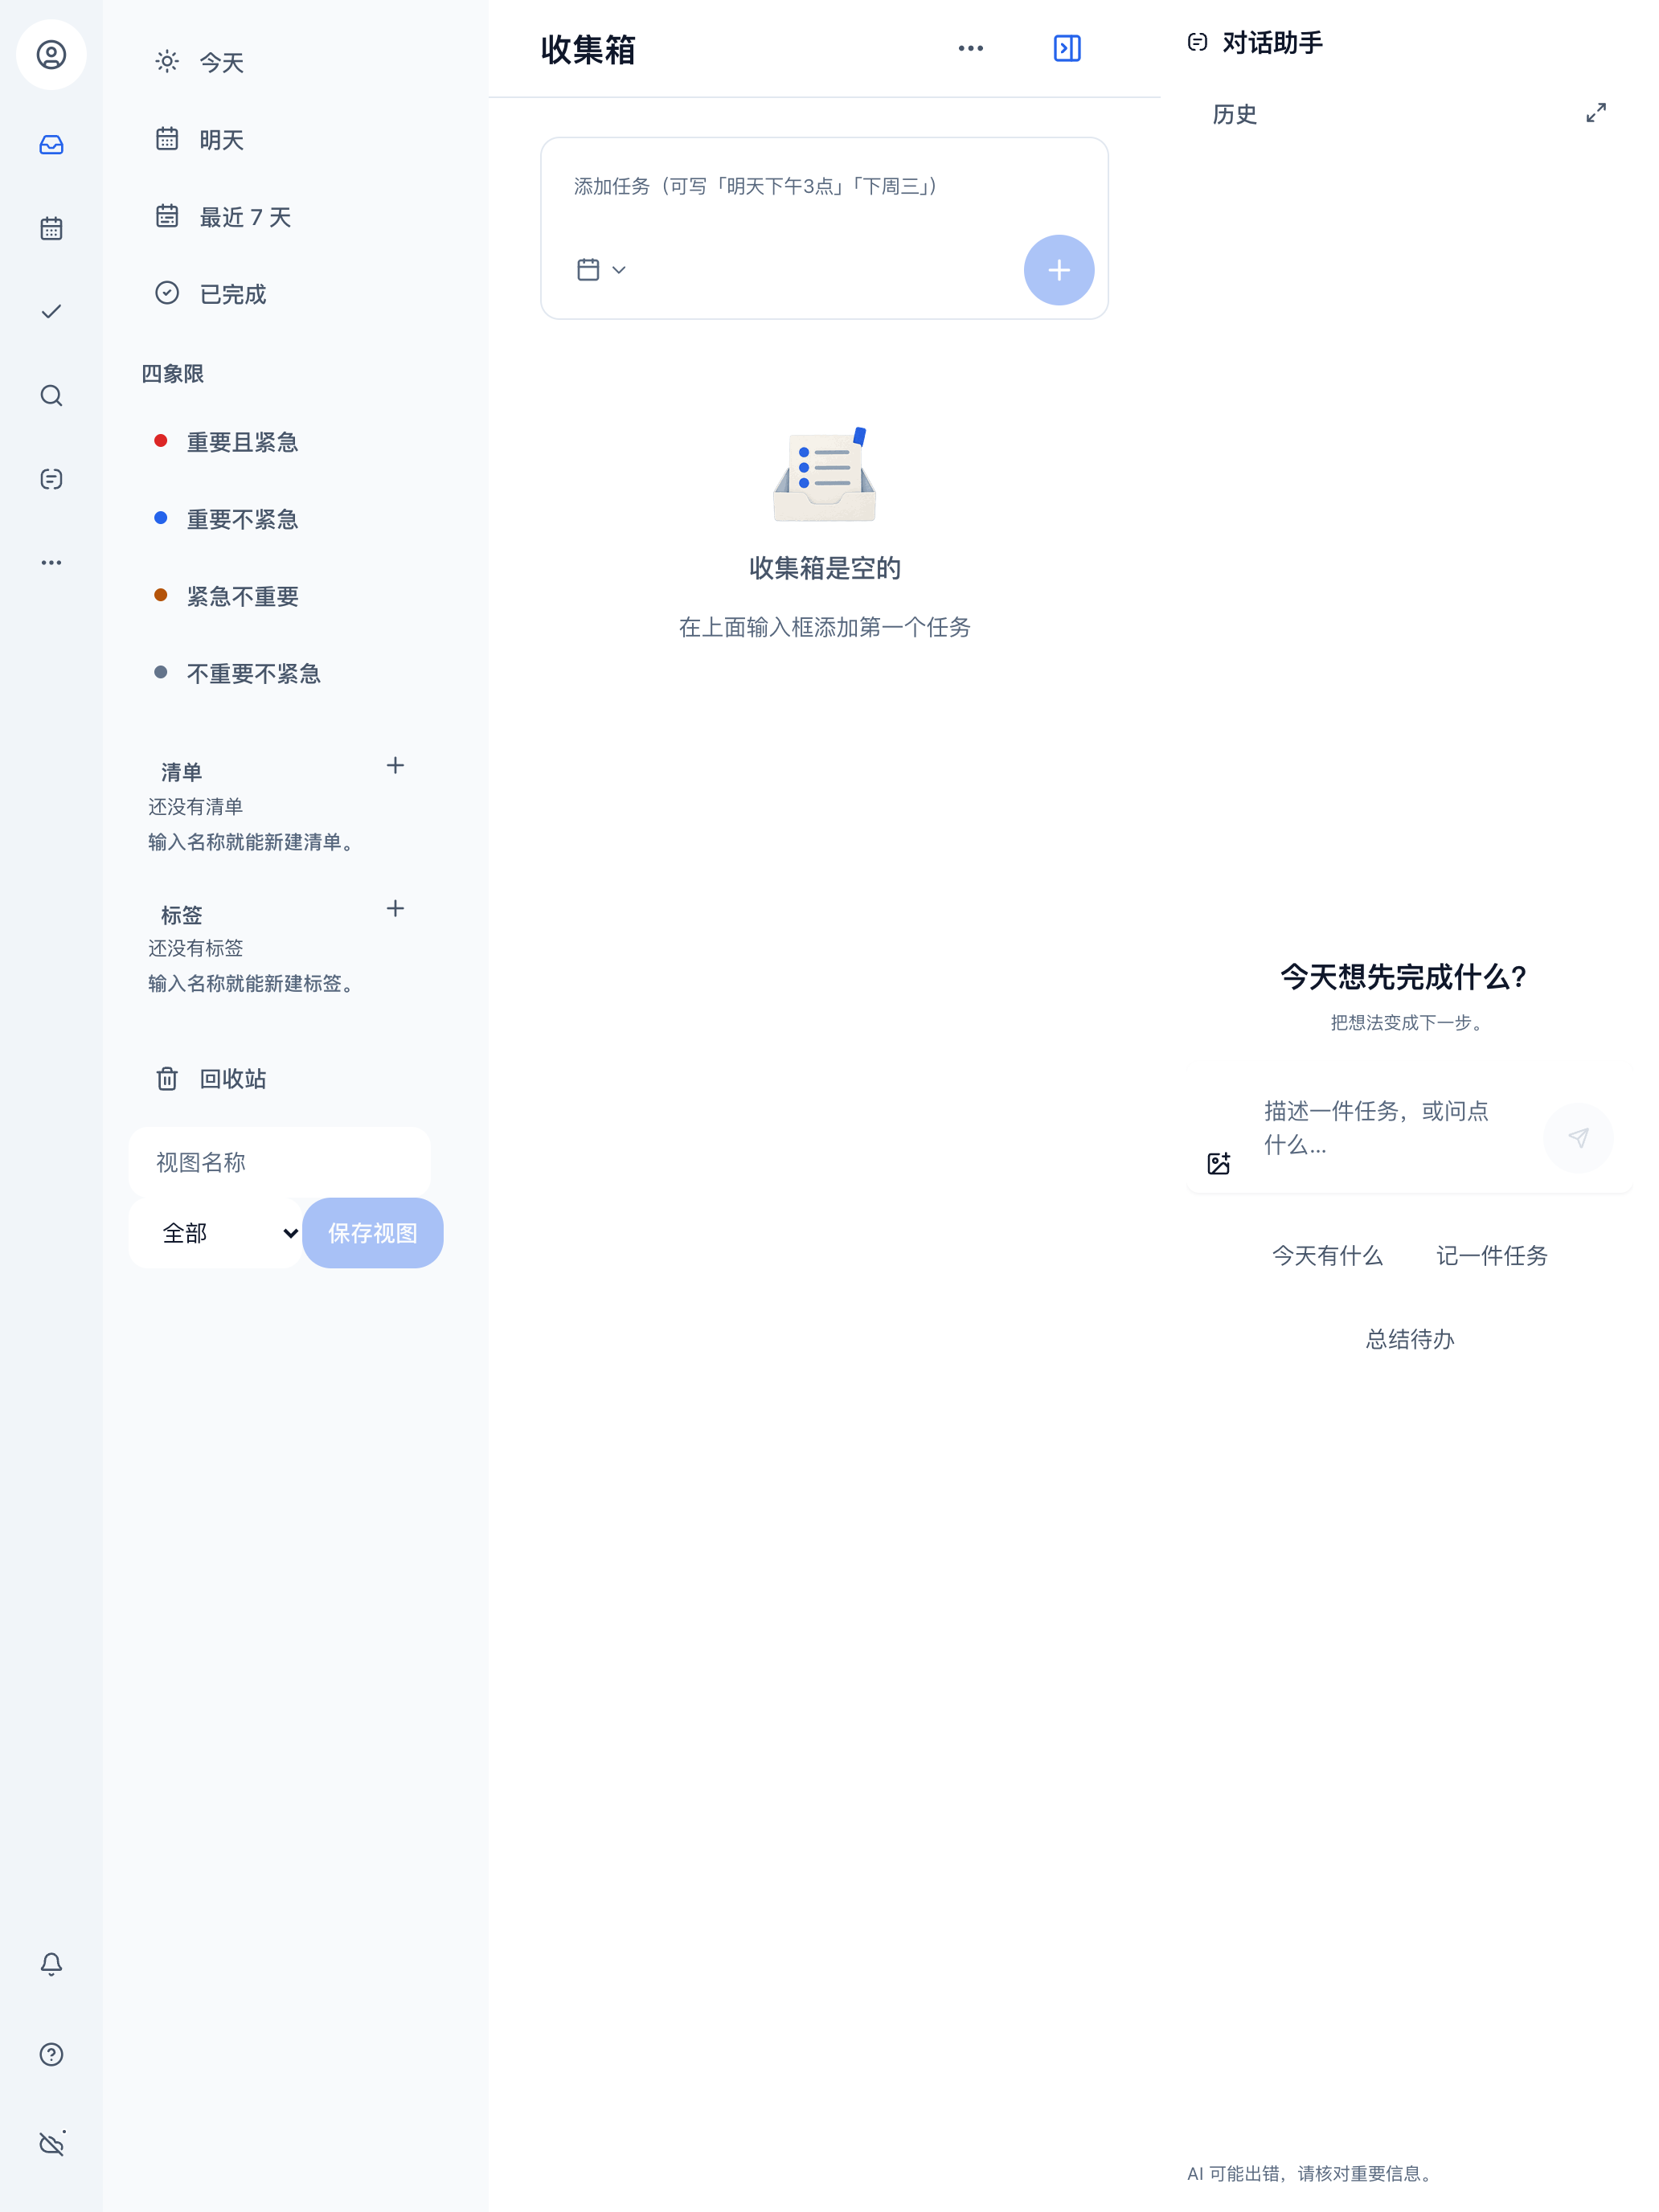 今天
明天
最近 7 天
已完成
四象限
重要且紧急
重要不紧急
紧急不重要
不重要不紧急
清单
还没有清单
输入名称就能新建清单。
标签
还没有标签
输入名称就能新建标签。
回收站
视图名称
全部
保存视图
收集箱
添加任务（可写「明天下午3点」「下周三」）
收集箱是空的
在上面输入框添加第一个任务
对话助手
历史
今天想先完成什么?
把想法变成下一步。
描述一件任务，或问点
什么...
今天有什么
记一件任务
总结待办
AI 可能出错，请核对重要信息。